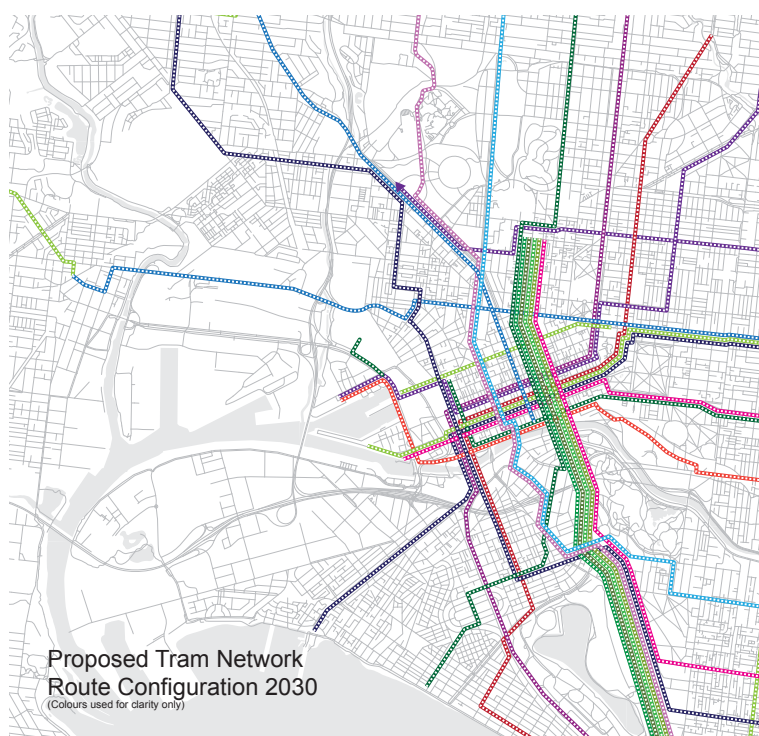 Proposed Tram Network
Route Configuration 2030
(Colours used for clarity only)